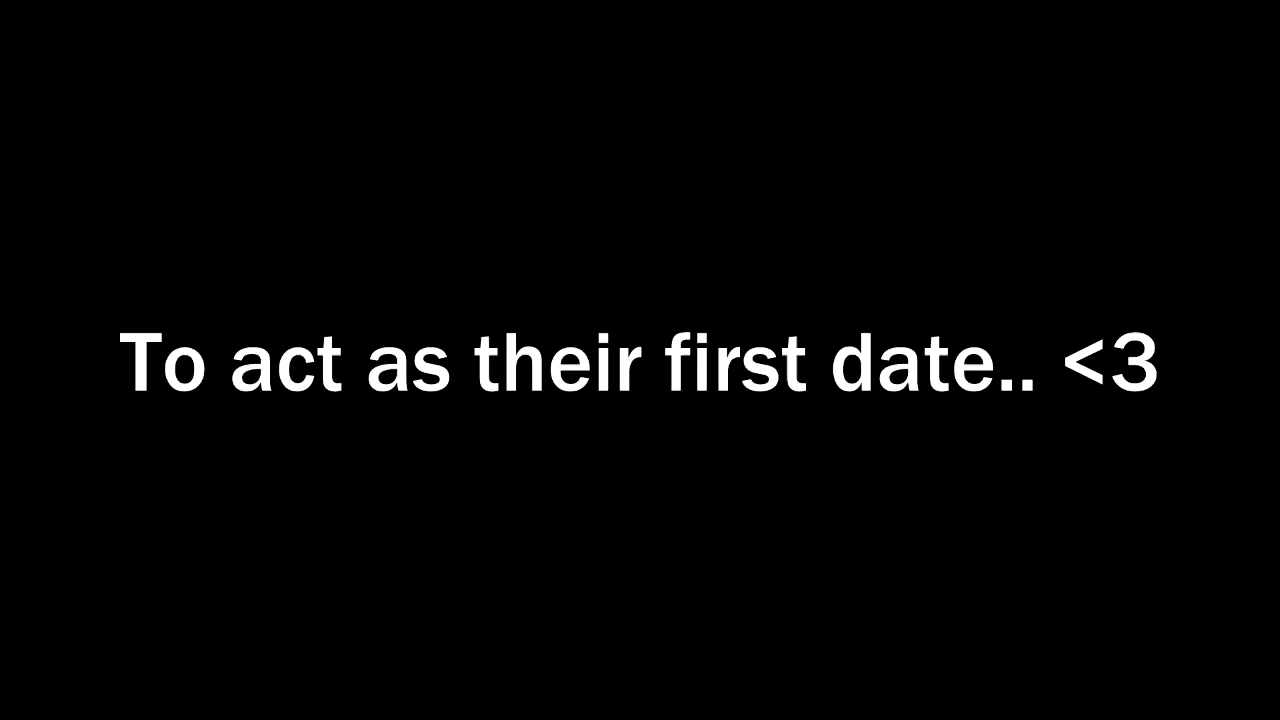 To act as their first date.. <3